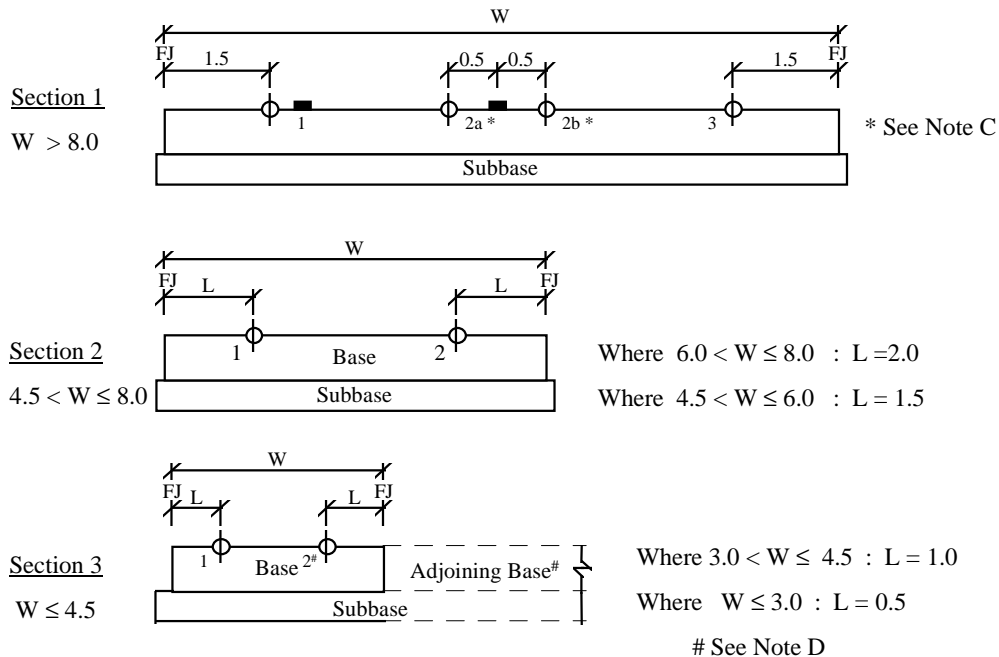 W
FJ FJ
1.5 0.5 0.5 1.5
Section 1
W > 8.0
1 2a * 2b * 3
* See Note C
Subbase
W
FJ FJ
L L
Section 2
4.5 < W ≤ 8.0
1 Base 2
Subbase
Where 6.0 < W ≤ 8.0 : L =2.0
Where 4.5 < W ≤ 6.0 : L = 1.5
W
FJ FJ
L L
Section 3
W ≤ 4.5
1 Base 2#
Adjoining Base#
Subbase
Where 3.0 < W ≤ 4.5 : L = 1.0
Where W ≤ 3.0 : L = 0.5
# See Note D